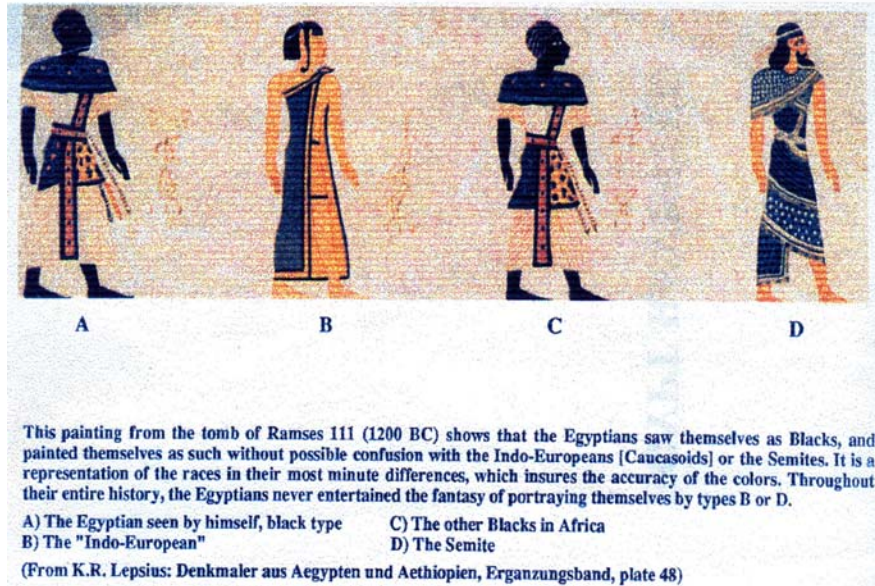 A B C D
This painting from the tomb of Ramses 111 (1200 BC) shows that the Egyptians saw themselves as Blacks, and
painted themselves as such without possible confusion with the Indo-Europeans [Caucasoids] or the Semites. It is a
representation of the races in their most minute differences, which insures the accuracy of the colors. Throughout
their entire history, the Egyptians never entertained the fantasy of portraying themselves by types B or D.
A) The Egyptian seen by himself, black type C) The other Blacks in Africa
B) The "Indo-European" D) The Semite
(From K.R. Lepsius: Denkmaler aus Aegypten und Aethiopien, Erganzungsband, plate 48)